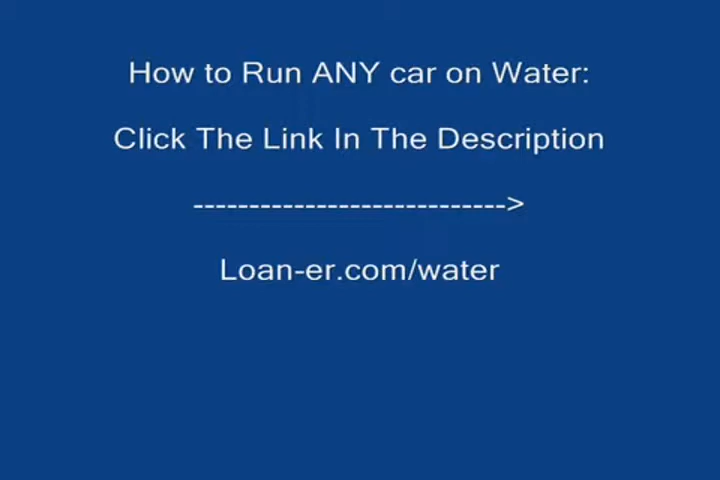 How to Run ANY car on Water:
Click The Link In The Description
---------------------------->
Loan-er.com/water